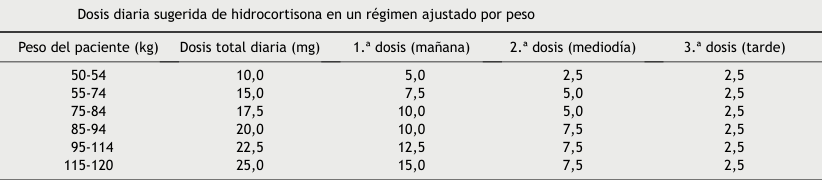 Dosis diaria sugerida de hidrocortisona en un régimen ajustado por peso
Peso del paciente (kg) Dosis total diaria (mg) 1.ª dosis (mañana) 2.ª dosis (mediodía) 3.ª dosis (tarde)
50-54 10,0 5,0 2,5 2,5
55-74 15,0 7,5 5,0 2,5
75-84 17,5 10,0 5,0 2,5
85-94 20,0 10,0 7,5 2,5
95-114 22,5 12,5 7,5 2,5
115-120 25,0 15,0 7,5 2,5